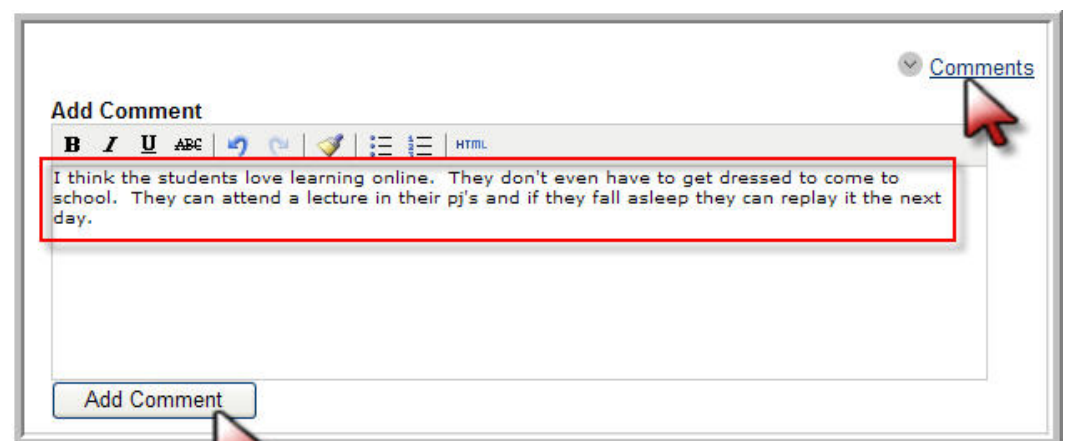 Comments
Add Comment
B I U ABC HTML
I think the students love learning online.  They don't even have to get dressed to come to
school.  They can attend a lecture in their pj's and if they fall asleep they can replay it the next
day.
Add Comment